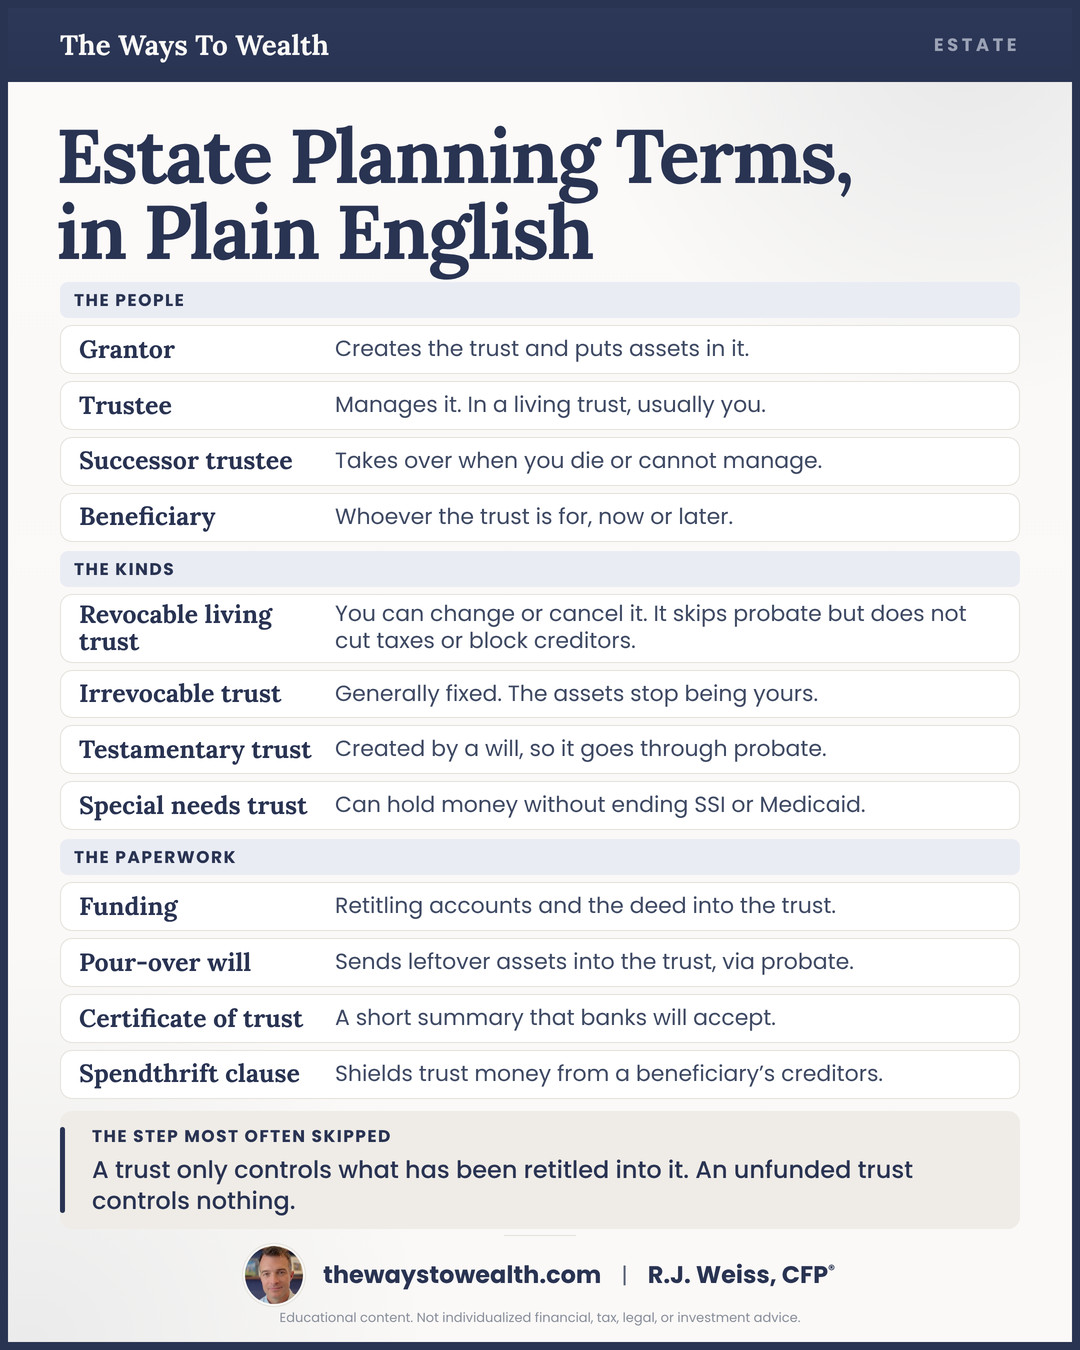 The Ways To Wealth
ESTATE
Estate Planning Terms,
in Plain English
THE PEOPLE
Grantor
Creates the trust and puts assets in it.
Trustee
Manages it. In a living trust, usually you.
Successor trustee
Takes over when you die or cannot manage.
Beneficiary
Whoever the trust is for, now or later.
THE KINDS
Revocable living
trust
You can change or cancel it. It skips probate but does not
cut taxes or block creditors.
Irrevocable trust
Generally fixed. The assets stop being yours.
Testamentary trust
Created by a will, so it goes through probate.
Special needs trust
Can hold money without ending SSI or Medicaid.
THE PAPERWORK
Funding
Retitling accounts and the deed into the trust.
Pour-over will
Sends leftover assets into the trust, via probate.
Certificate of trust
A short summary that banks will accept.
Spendthrift clause
Shields trust money from a beneficiary’s creditors.
THE STEP MOST OFTEN SKIPPED
A trust only controls what has been retitled into it. An unfunded trust
controls nothing.
thewaystowealth.com | R.J. Weiss, CFP®
Educational content. Not individualized financial, tax, legal, or investment advice.